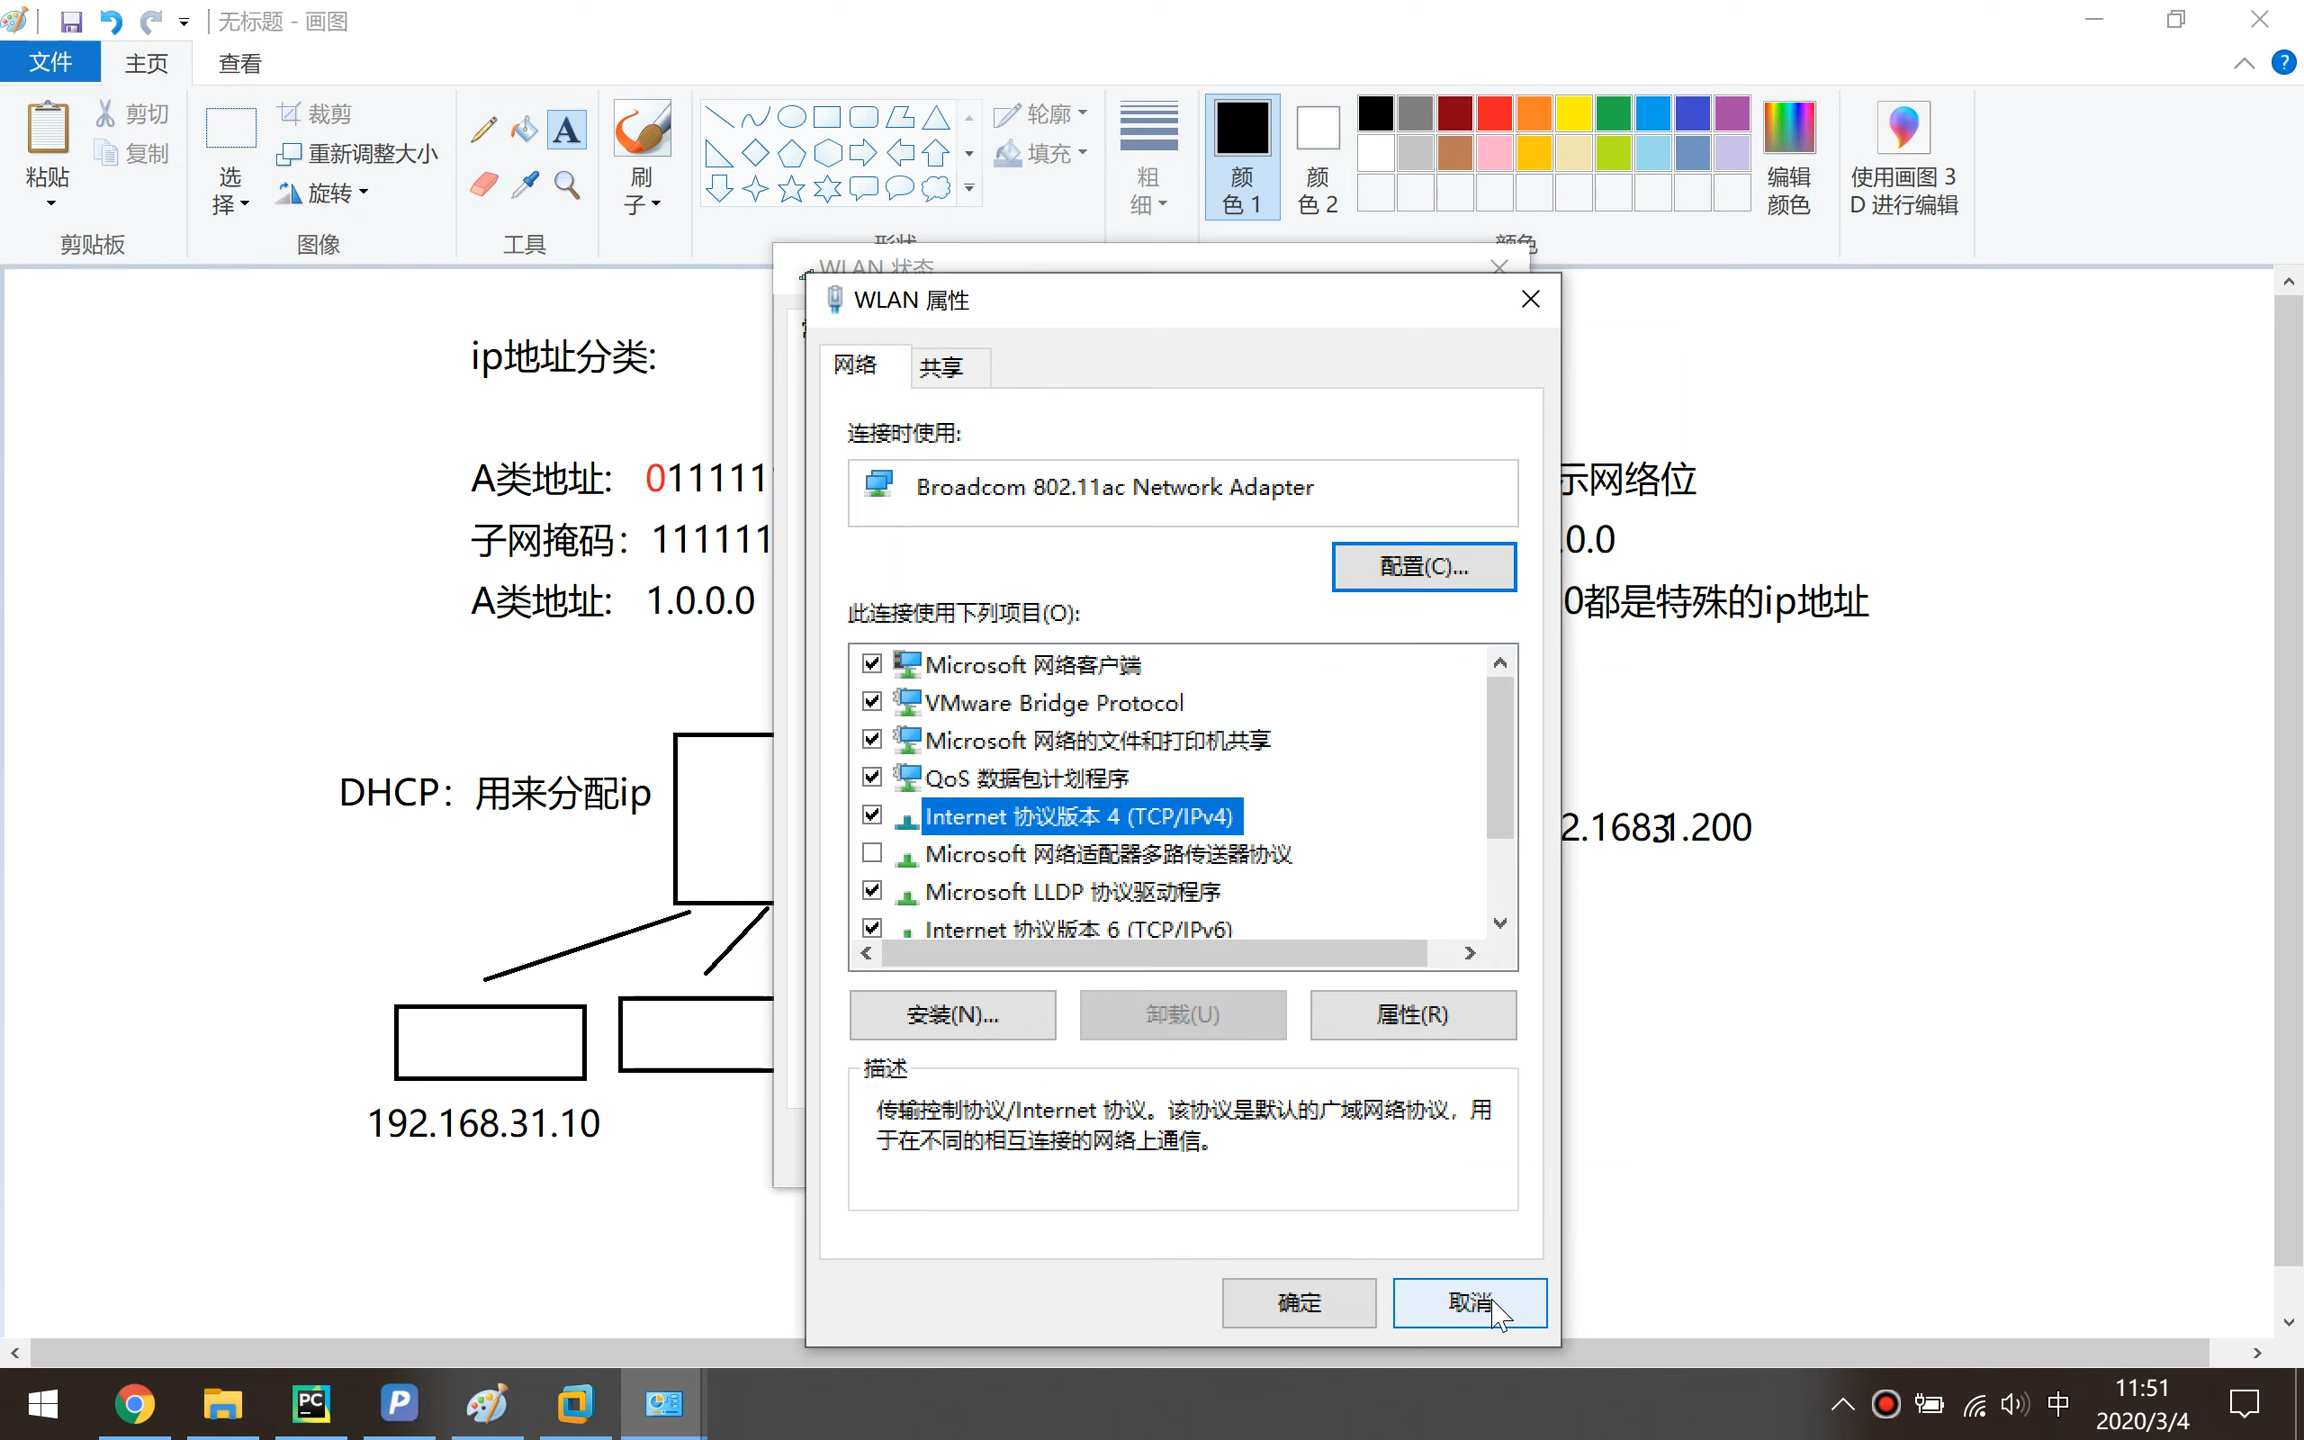 无标题 - 画图
文件
主页
查看
粘贴
剪切
复制
剪贴板
选
择
裁剪
重新调整大小
旋转
图像
A
工具
刷
子
轮廓
填充
形状
粗
细
颜
色 1
颜
色 2
编辑
颜色
颜色
使用画图 3
D 进行编辑
WLAN 状态
WLAN 属性
网络
共享
连接时使用:
Broadcom 802.11ac Network Adapter
配置(C)...
此连接使用下列项目(O):
Microsoft 网络客户端
VMware Bridge Protocol
Microsoft 网络的文件和打印机共享
QoS 数据包计划程序
Internet 协议版本 4 (TCP/IPv4)
Microsoft 网络适配器多路传送器协议
Microsoft LLDP 协议驱动程序
Internet 协议版本 6 (TCP/IPv6)
安装(N)...
卸载(U)
属性(R)
描述
传输控制协议/Internet 协议。该协议是默认的广域网络协议，用
于在不同的相互连接的网络上通信。
确定
取消
ip地址分类:
A类地址: 011111
示网络位
子网掩码: 111111
.0.0
A类地址: 1.0.0.0
0都是特殊的ip地址
DHCP: 用来分配ip
1.200
192.168.31.10
PC
P
中
11:51
2020/3/4